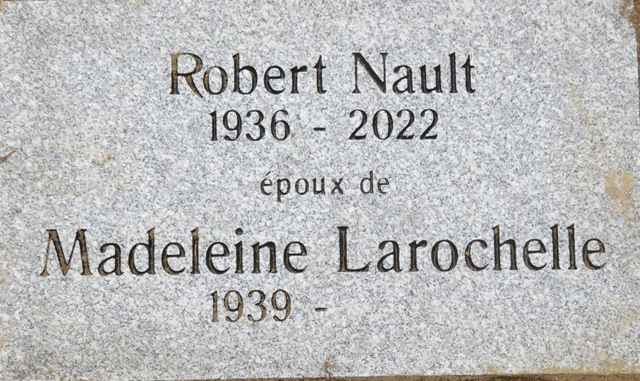 Robert Nault
1936 - 2022
époux de
Madeleine Larochelle
1939 -